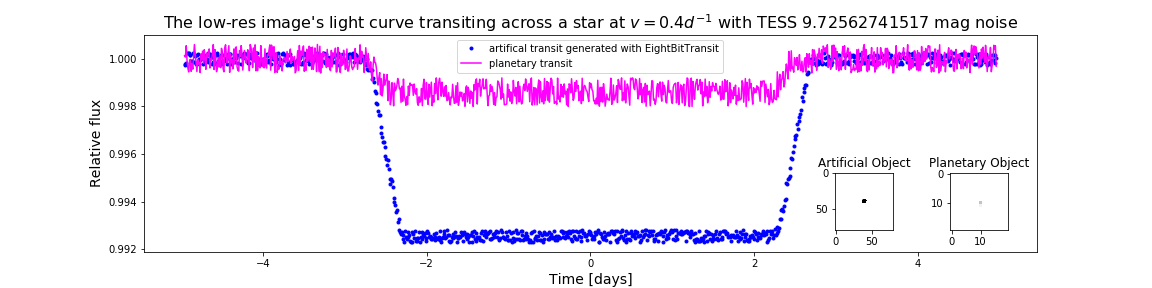 The low-res image's light curve transiting across a star at v = 0.4d⁻¹ with TESS 9.72562741517 mag noise
artifical transit generated with EightBitTransit
planetary transit
Relative flux
1.000
0.998
0.996
0.994
0.992
Artificial Object
0
50
0 50
Planetary Object
0
10
0 10
−4 −2 0 2 4
Time [days]